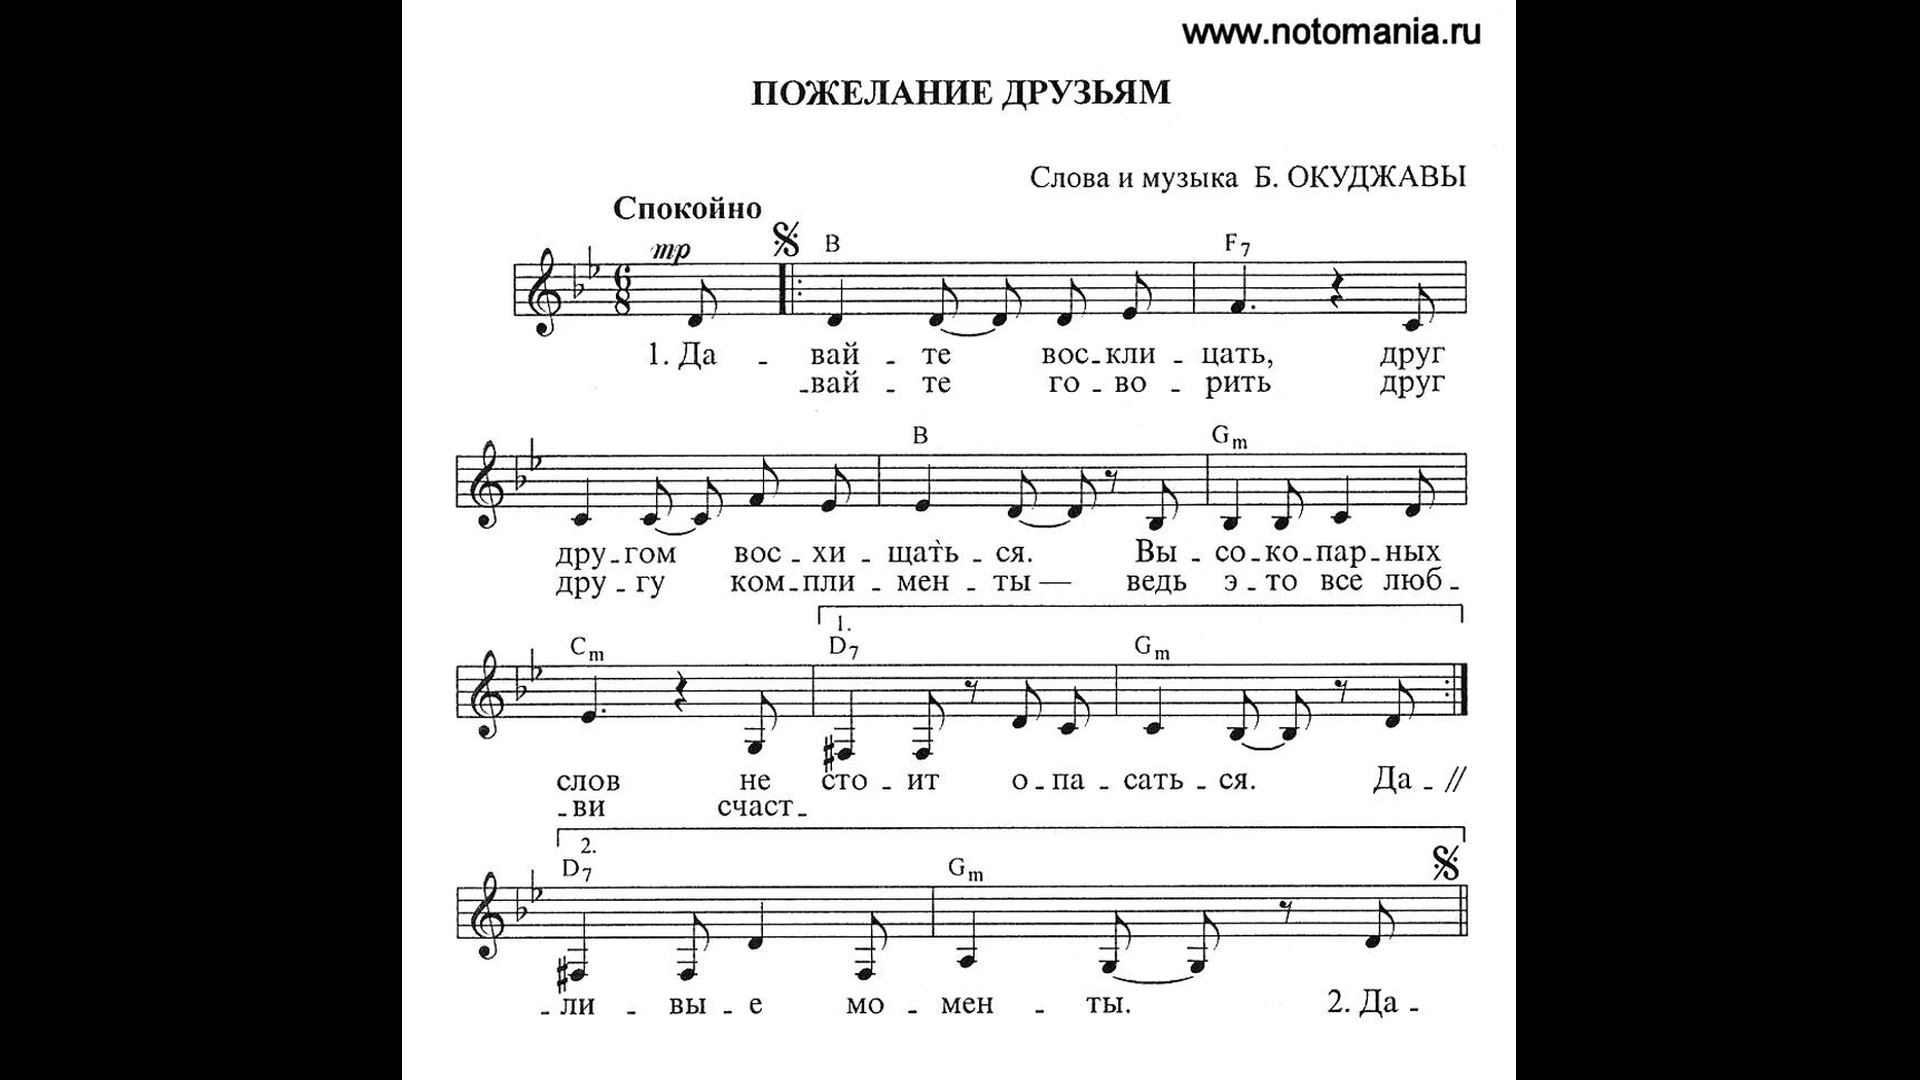 www.notomania.ru
ПОЖЕЛАНИЕ ДРУЗЬЯМ
Слова и музыка Б. ОКУДЖАВЫ
Спокойно
mp B F7
6 8
1. Да - вай - те вос - кли - цать, друг
-вай - те го - во - рить друг
B Gm
дру - гом вос - хи - щать - ся. Вы - со - ко - пар - ных
дру - гу ком - пли - мен - ты — ведь э - то все люб -
1.
Cm D7 Gm
слов не сто - ит о - па - сать - ся. Да - //
- ви счаст -
2.
D7 Gm
- ли - вы - е мо - мен - ты. 2. Да -